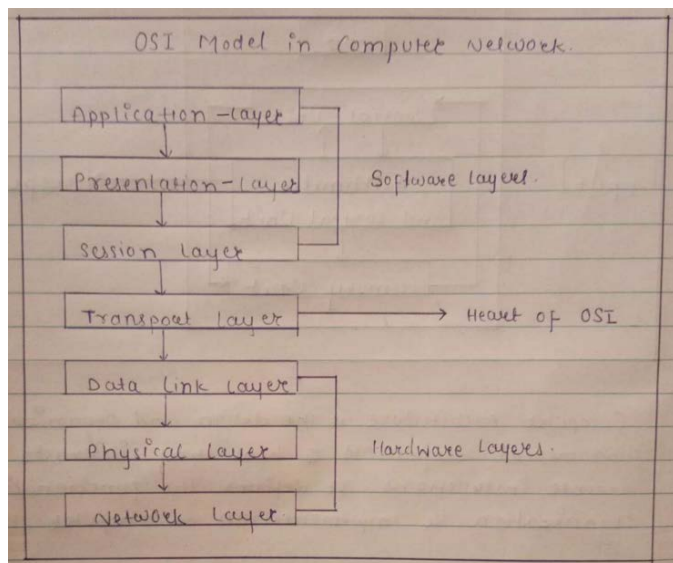 OSI Model in Computer Network.
Application-Layer
Presentation-Layer
Software layers.
Session Layer
Transport Layer
Heart of OSI
Data Link Layer
Physical Layer
Hardware Layers.
Network Layer